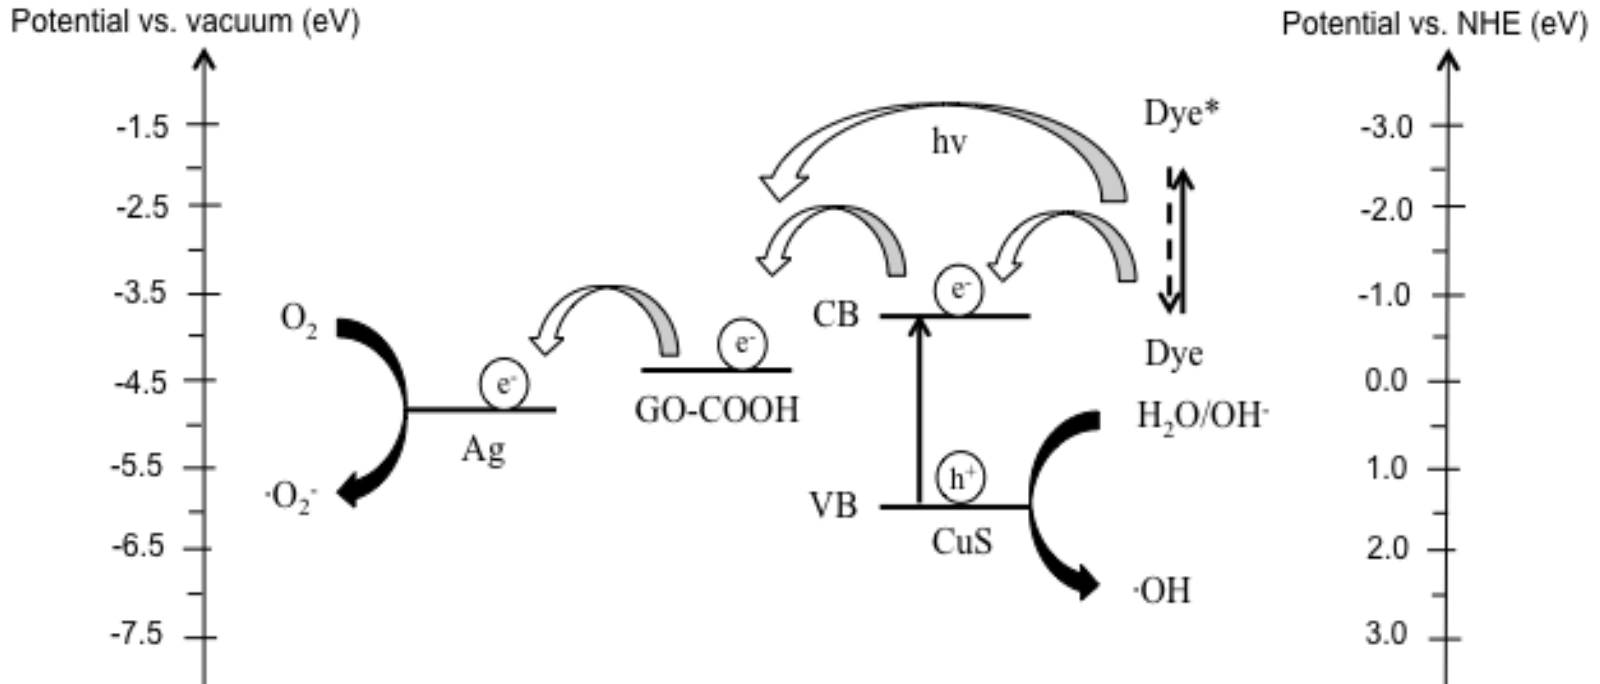 Potential vs. vacuum (eV)
Potential vs. NHE (eV)
-1.5
-2.5
-3.5
-4.5
-5.5
-6.5
-7.5
O₂
·O₂⁻
e⁻
Ag
e⁻
GO-COOH
hν
CB
e⁻
VB
h⁺
CuS
Dye*
Dye
H₂O/OH⁻
·OH
-3.0
-2.0
-1.0
0.0
1.0
2.0
3.0